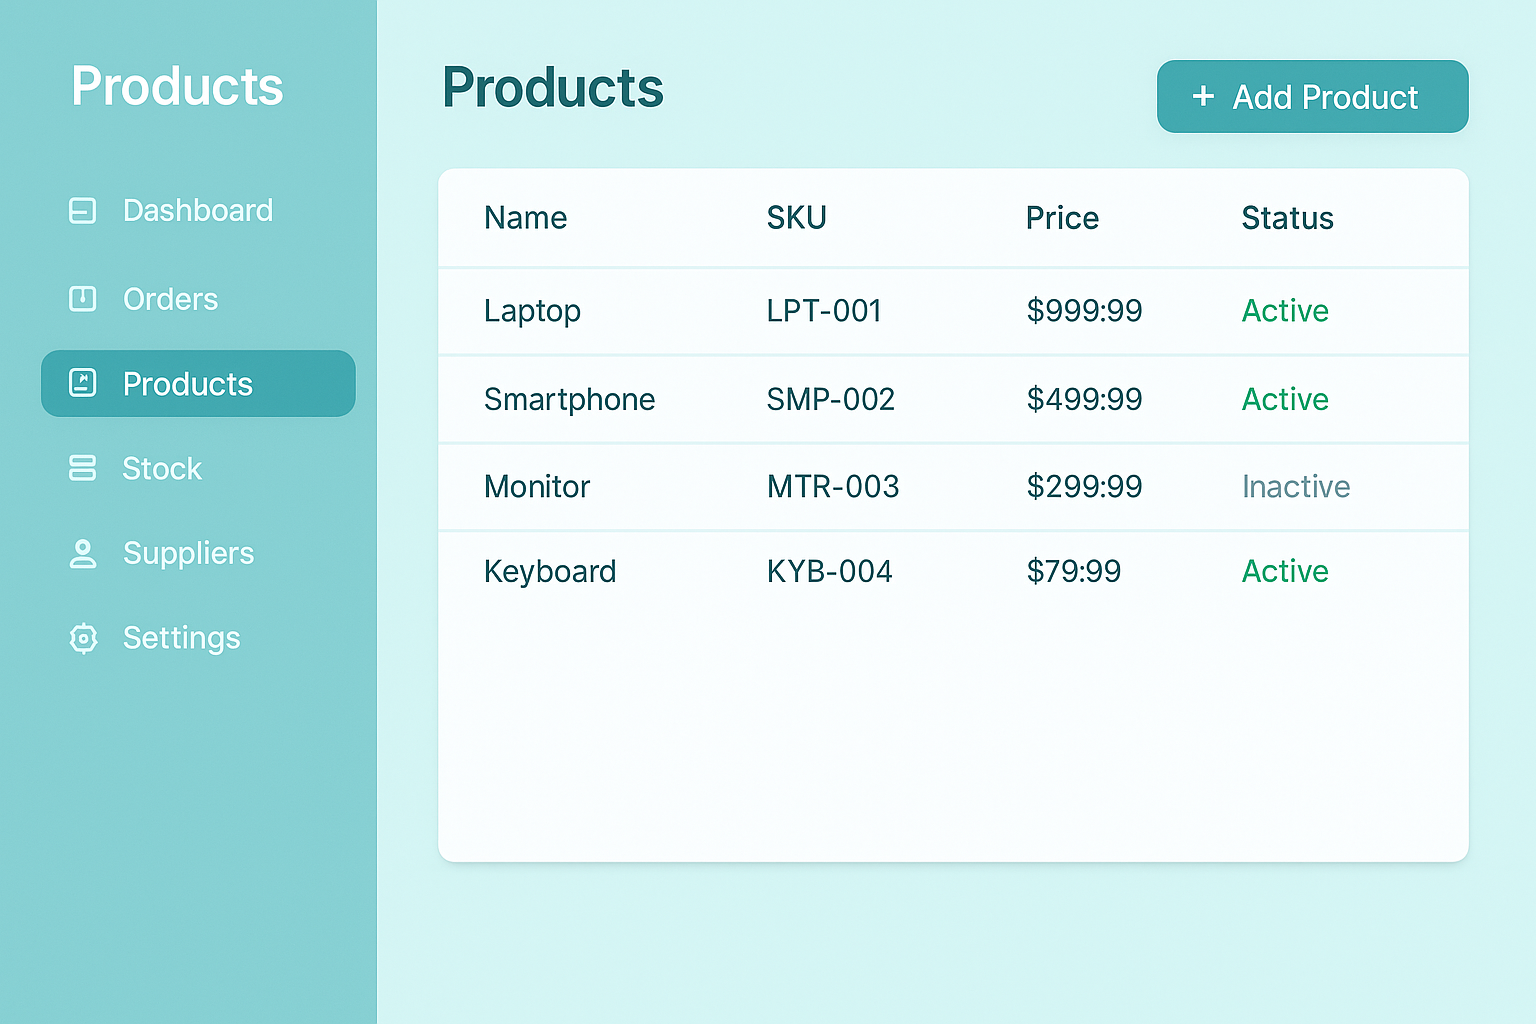 Products
Dashboard
Orders
Products
Stock
Suppliers
Settings
Products
+ Add Product
Name SKU Price Status
Laptop LPT-001 $999:99 Active
Smartphone SMP-002 $499:99 Active
Monitor MTR-003 $299:99 Inactive
Keyboard KYB-004 $79:99 Active